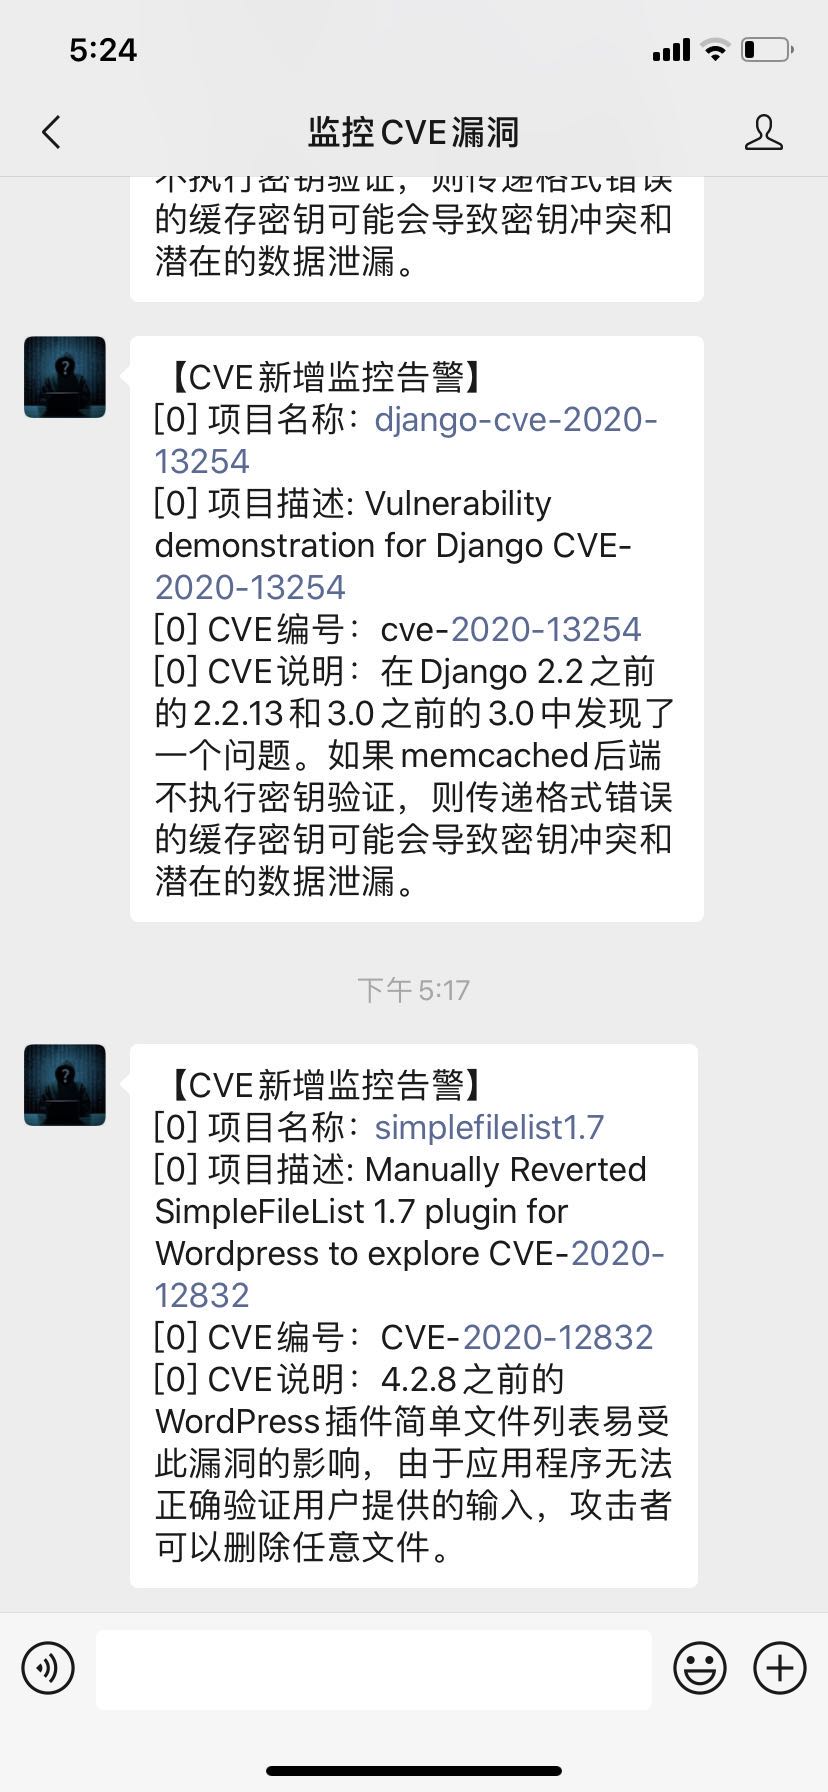 5:24
监控CVE漏洞
不执行密钥验证，则传递格式错误
的缓存密钥可能会导致密钥冲突和
潜在的数据泄漏。
【CVE新增监控告警】
[0] 项目名称：django-cve-2020-
13254
[0] 项目描述: Vulnerability
demonstration for Django CVE-
2020-13254
[0] CVE编号：cve-2020-13254
[0] CVE说明：在Django 2.2之前
的2.2.13和3.0之前的3.0中发现了
一个问题。如果memcached后端
不执行密钥验证，则传递格式错误
的缓存密钥可能会导致密钥冲突和
潜在的数据泄漏。
下午5:17
【CVE新增监控告警】
[0] 项目名称：simplefilelist1.7
[0] 项目描述: Manually Reverted
SimpleFileList 1.7 plugin for
Wordpress to explore CVE-2020-
12832
[0] CVE编号：CVE-2020-12832
[0] CVE说明：4.2.8之前的
WordPress插件简单文件列表易受
此漏洞的影响，由于应用程序无法
正确验证用户提供的输入，攻击者
可以删除任意文件。